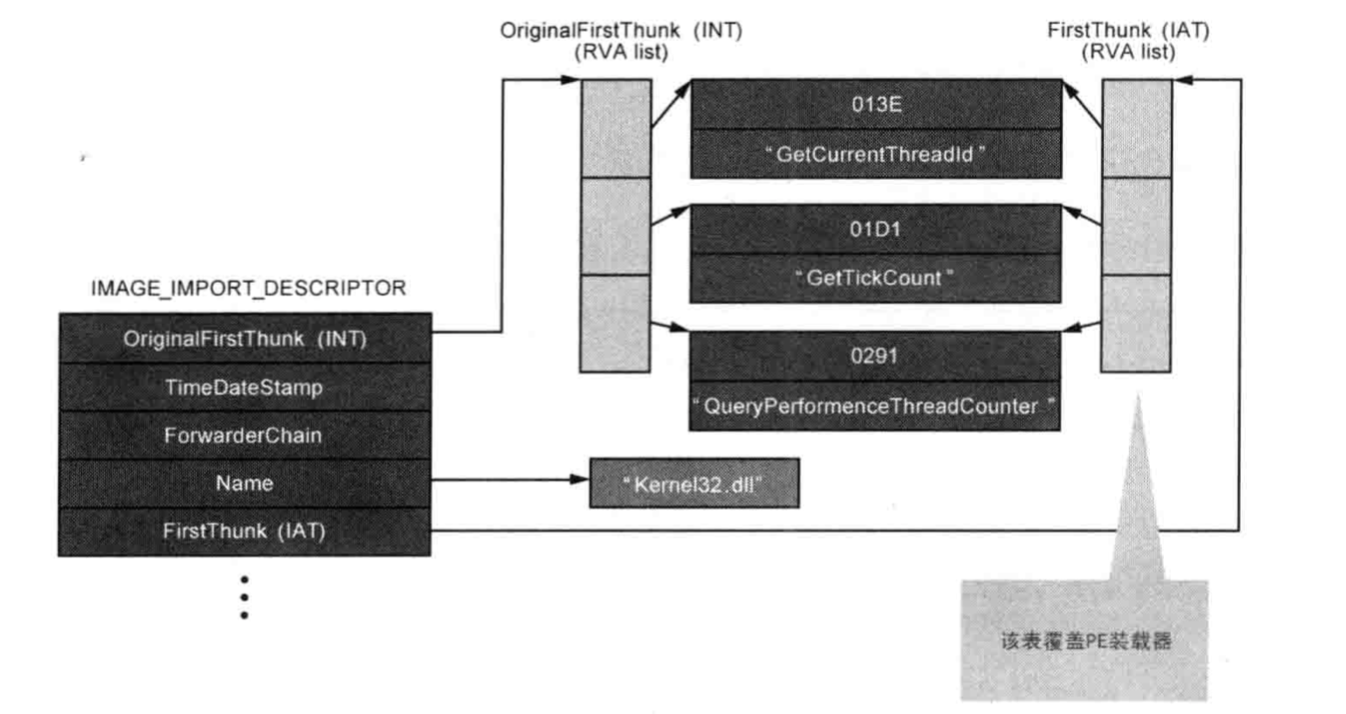 OriginalFirstThunk (INT)
(RVA list)
FirstThunk (IAT)
(RVA list)
013E
"GetCurrentThreadId"
01D1
"GetTickCount"
0291
"QueryPerformenceThreadCounter"
IMAGE_IMPORT_DESCRIPTOR
OriginalFirstThunk (INT)
TimeDateStamp
ForwarderChain
Name
FirstThunk (IAT)
"Kernel32.dll"
该表覆盖PE装载器